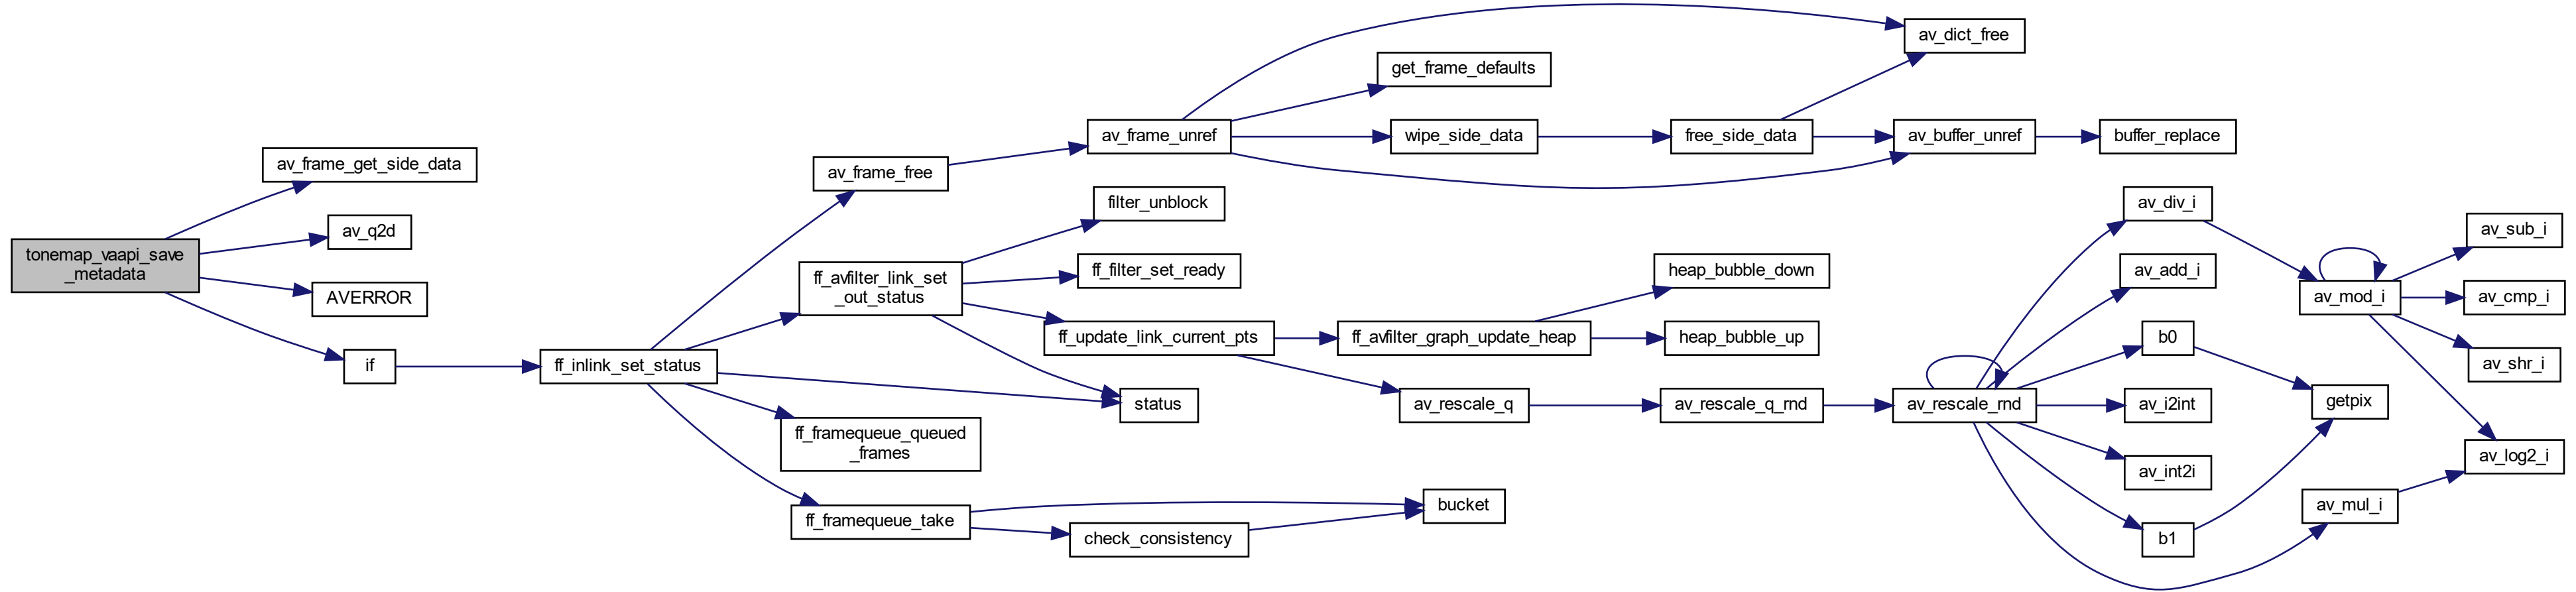 tonemap_vaapi_save
_metadata
av_frame_get_side_data
av_q2d
AVERROR
if
ff_inlink_set_status
av_frame_free
ff_avfilter_link_set
_out_status
ff_framequeue_queued
_frames
ff_framequeue_take
av_frame_unref
filter_unblock
ff_filter_set_ready
ff_update_link_current_pts
status
check_consistency
get_frame_defaults
wipe_side_data
ff_avfilter_graph_update_heap
av_rescale_q
bucket
free_side_data
heap_bubble_down
heap_bubble_up
av_rescale_q_rnd
av_dict_free
av_buffer_unref
av_rescale_rnd
buffer_replace
av_div_i
av_add_i
b0
av_i2int
av_int2i
b1
av_mod_i
getpix
av_mul_i
av_sub_i
av_cmp_i
av_shr_i
av_log2_i